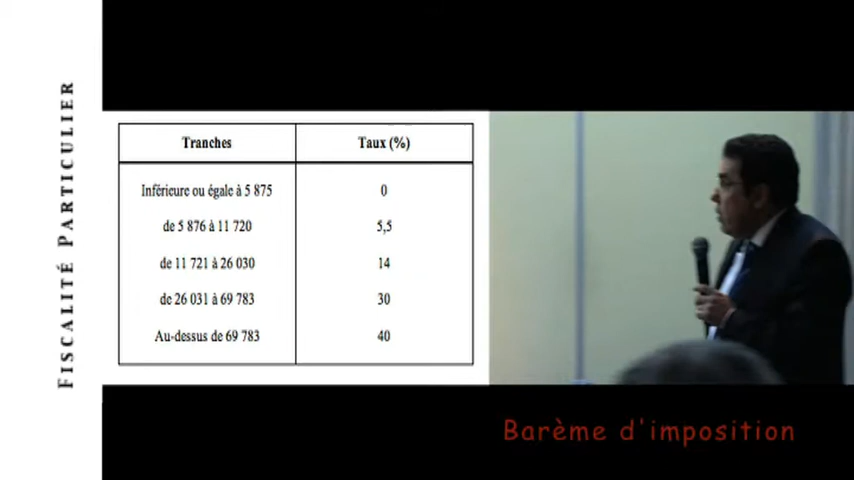 FISCALITÉ PARTICULIER
Tranches Taux (%)
Inférieure ou égale à 5 875 0
de 5 876 à 11 720 5,5
de 11 721 à 26 030 14
de 26 031 à 69 783 30
Au-dessus de 69 783 40
Barème d'imposition